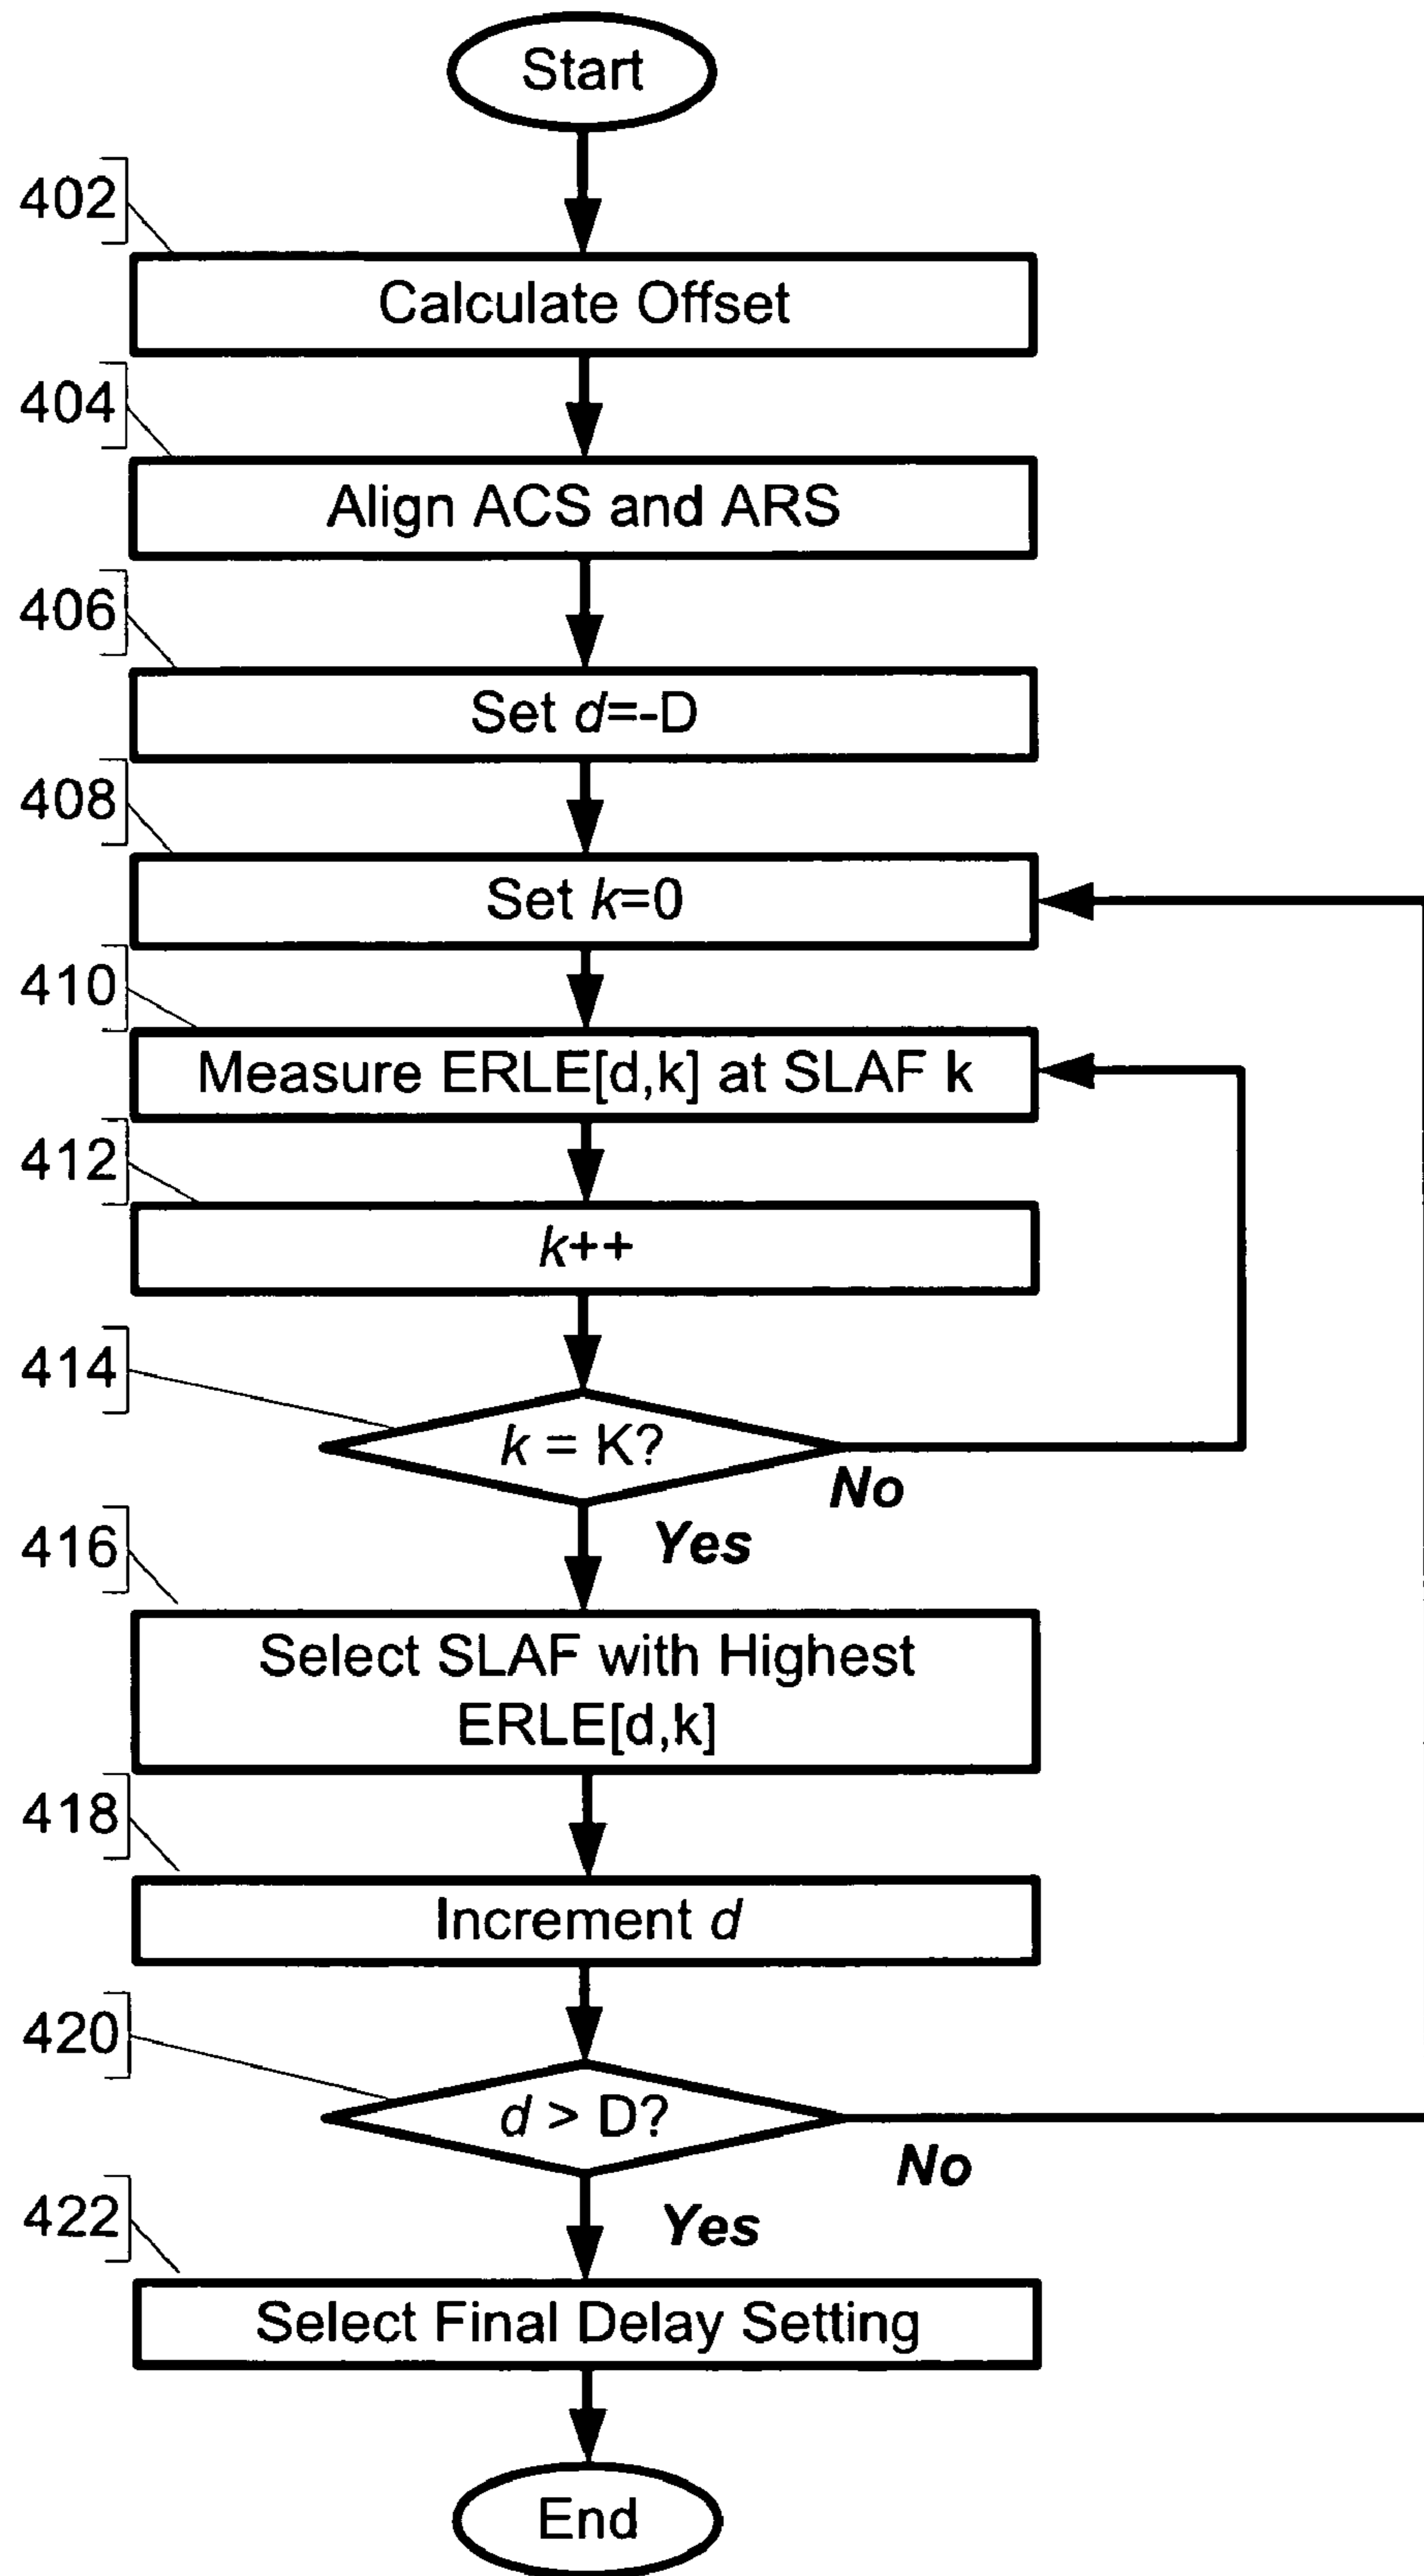 Start
402
Calculate Offset
404
Align ACS and ARS
406
Set d=-D
408
Set k=0
410
Measure ERLE[d,k] at SLAF k
412
k++
414
k = K?
No
Yes
416
Select SLAF with Highest
ERLE[d,k]
418
Increment d
420
d > D?
No
Yes
422
Select Final Delay Setting
End